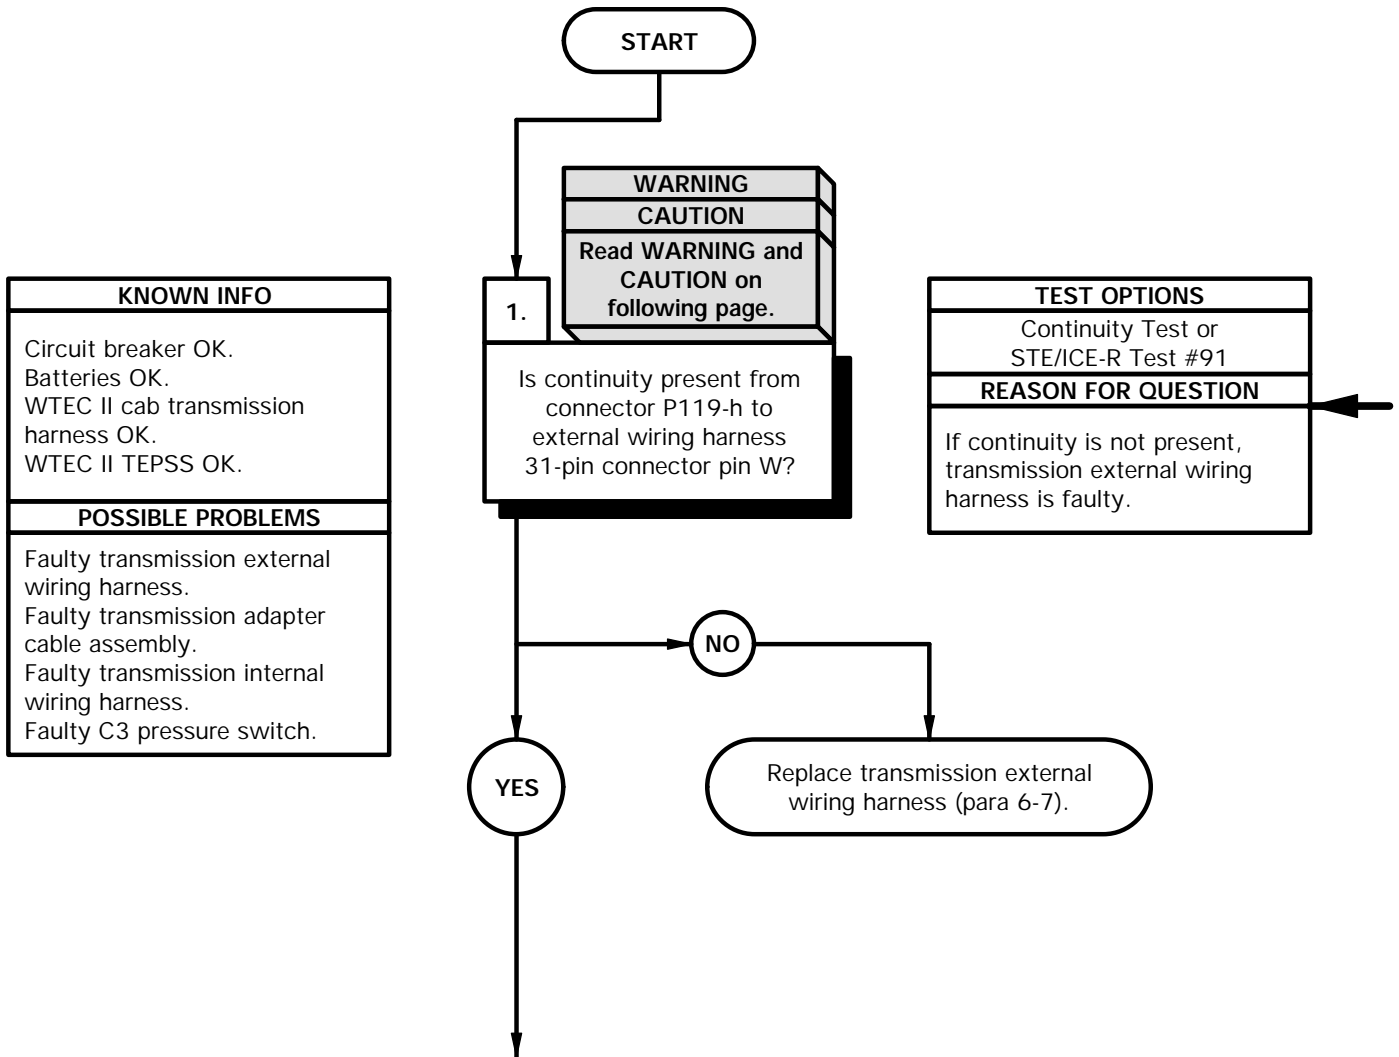 START
WARNING
CAUTION
Read WARNING and
CAUTION on
following page.
1.
Is continuity present from
connector P119-h to
external wiring harness
31-pin connector pin W?
KNOWN INFO
Circuit breaker OK.
Batteries OK.
WTEC II cab transmission
harness OK.
WTEC II TEPSS OK.
POSSIBLE PROBLEMS
Faulty transmission external
wiring harness.
Faulty transmission adapter
cable assembly.
Faulty transmission internal
wiring harness.
Faulty C3 pressure switch.
TEST OPTIONS
Continuity Test or
STE/ICE-R Test #91
REASON FOR QUESTION
If continuity is not present,
transmission external wiring
harness is faulty.
NO
YES
Replace transmission external
wiring harness (para 6-7).